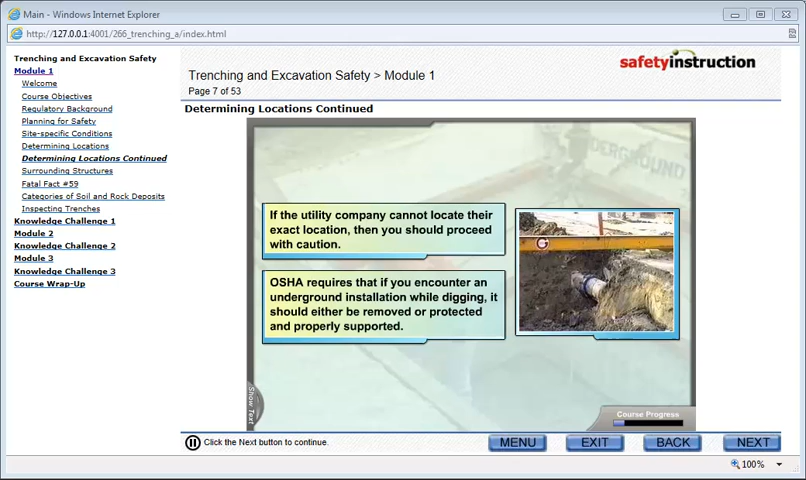 Main - Windows Internet Explorer
http://127.0.0.1:4001/266_trenching_a/index.html
Trenching and Excavation Safety
Module 1
Welcome
Course Objectives
Regulatory Background
Planning for Safety
Site-specific Conditions
Determining Locations
Determining Locations Continued
Surrounding Structures
Fatal Fact #59
Categories of Soil and Rock Deposits
Inspecting Trenches
Knowledge Challenge 1
Module 2
Knowledge Challenge 2
Module 3
Knowledge Challenge 3
Course Wrap-Up
safetyinstruction
Trenching and Excavation Safety > Module 1
Page 7 of 53
Determining Locations Continued
UNDERGROUND
If the utility company cannot locate their
exact location, then you should proceed
with caution.
OSHA requires that if you encounter an
underground installation while digging, it
should either be removed or protected
and properly supported.
G
Show Text
Course Progress
Click the Next button to continue.
MENU
EXIT
BACK
NEXT
100%